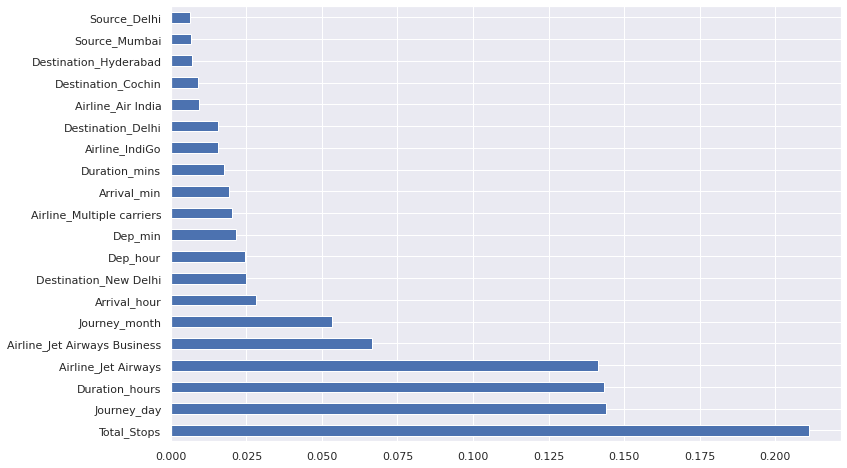 Source_Delhi
Source_Mumbai
Destination_Hyderabad
Destination_Cochin
Airline_Air India
Destination_Delhi
Airline_IndiGo
Duration_mins
Arrival_min
Airline_Multiple carriers
Dep_min
Dep_hour
Destination_New Delhi
Arrival_hour
Journey_month
Airline_Jet Airways Business
Airline_Jet Airways
Duration_hours
Journey_day
Total_Stops
0.000 0.025 0.050 0.075 0.100 0.125 0.150 0.175 0.200